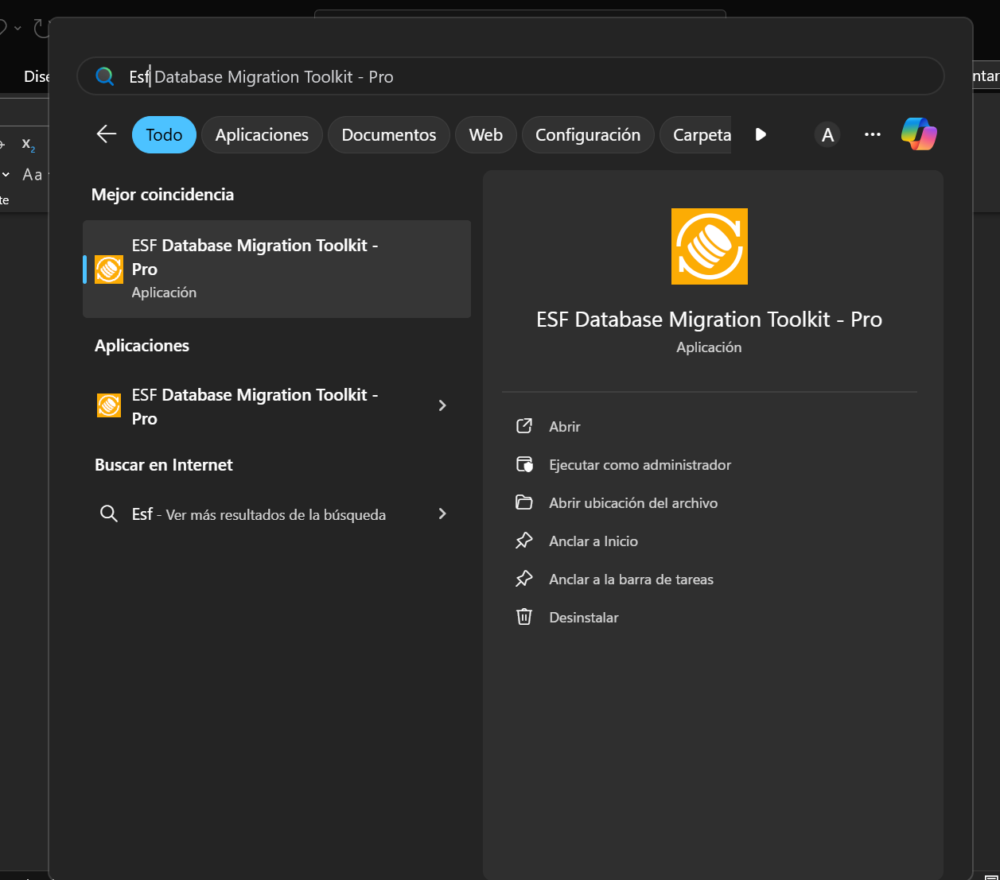 Esf Database Migration Toolkit - Pro
Todo
Aplicaciones
Documentos
Web
Configuración
Carpeta
A
Mejor coincidencia
ESF Database Migration Toolkit -
Pro
Aplicación
Aplicaciones
ESF Database Migration Toolkit -
Pro
Buscar en Internet
Esf - Ver más resultados de la búsqueda
ESF Database Migration Toolkit - Pro
Aplicación
Abrir
Ejecutar como administrador
Abrir ubicación del archivo
Anclar a Inicio
Anclar a la barra de tareas
Desinstalar
Dise
ntar
x2
Aa
te